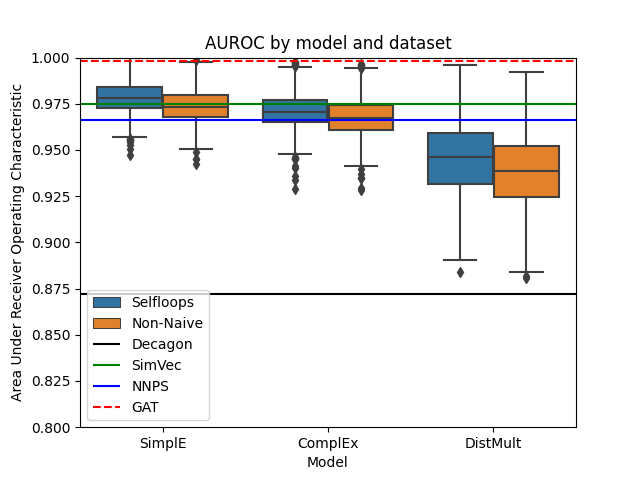 AUROC by model and dataset
Area Under Receiver Operating Characteristic
1.000
0.975
0.950
0.925
0.900
0.875
0.850
0.825
0.800
Selfloops
Non-Naive
Decagon
SimVec
NNPS
GAT
SimplE
ComplEx
DistMult
Model